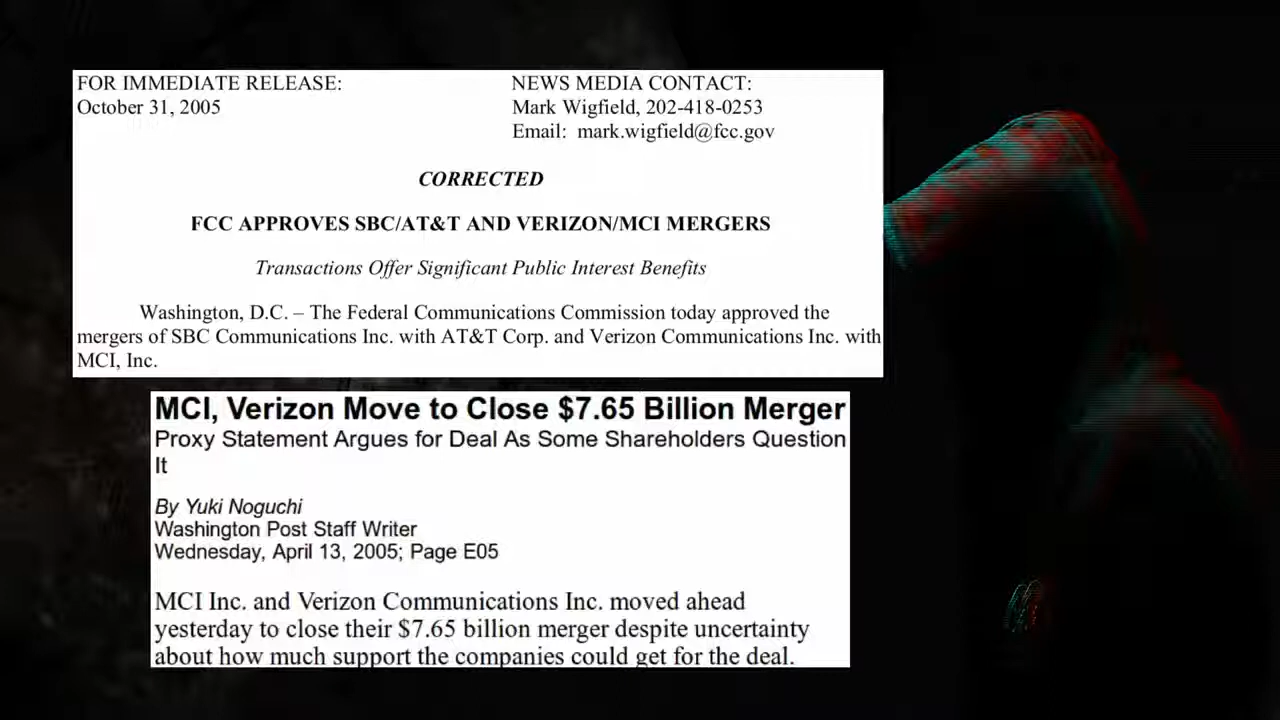 FOR IMMEDIATE RELEASE:
October 31, 2005
NEWS MEDIA CONTACT:
Mark Wigfield, 202-418-0253
Email: mark.wigfield@fcc.gov
CORRECTED
FCC APPROVES SBC/AT&T AND VERIZON/MCI MERGERS
Transactions Offer Significant Public Interest Benefits
Washington, D.C. – The Federal Communications Commission today approved the
mergers of SBC Communications Inc. with AT&T Corp. and Verizon Communications Inc. with
MCI, Inc.
MCI, Verizon Move to Close $7.65 Billion Merger
Proxy Statement Argues for Deal As Some Shareholders Question
It
By Yuki Noguchi
Washington Post Staff Writer
Wednesday, April 13, 2005; Page E05
MCI Inc. and Verizon Communications Inc. moved ahead
yesterday to close their $7.65 billion merger despite uncertainty
about how much support the companies could get for the deal.